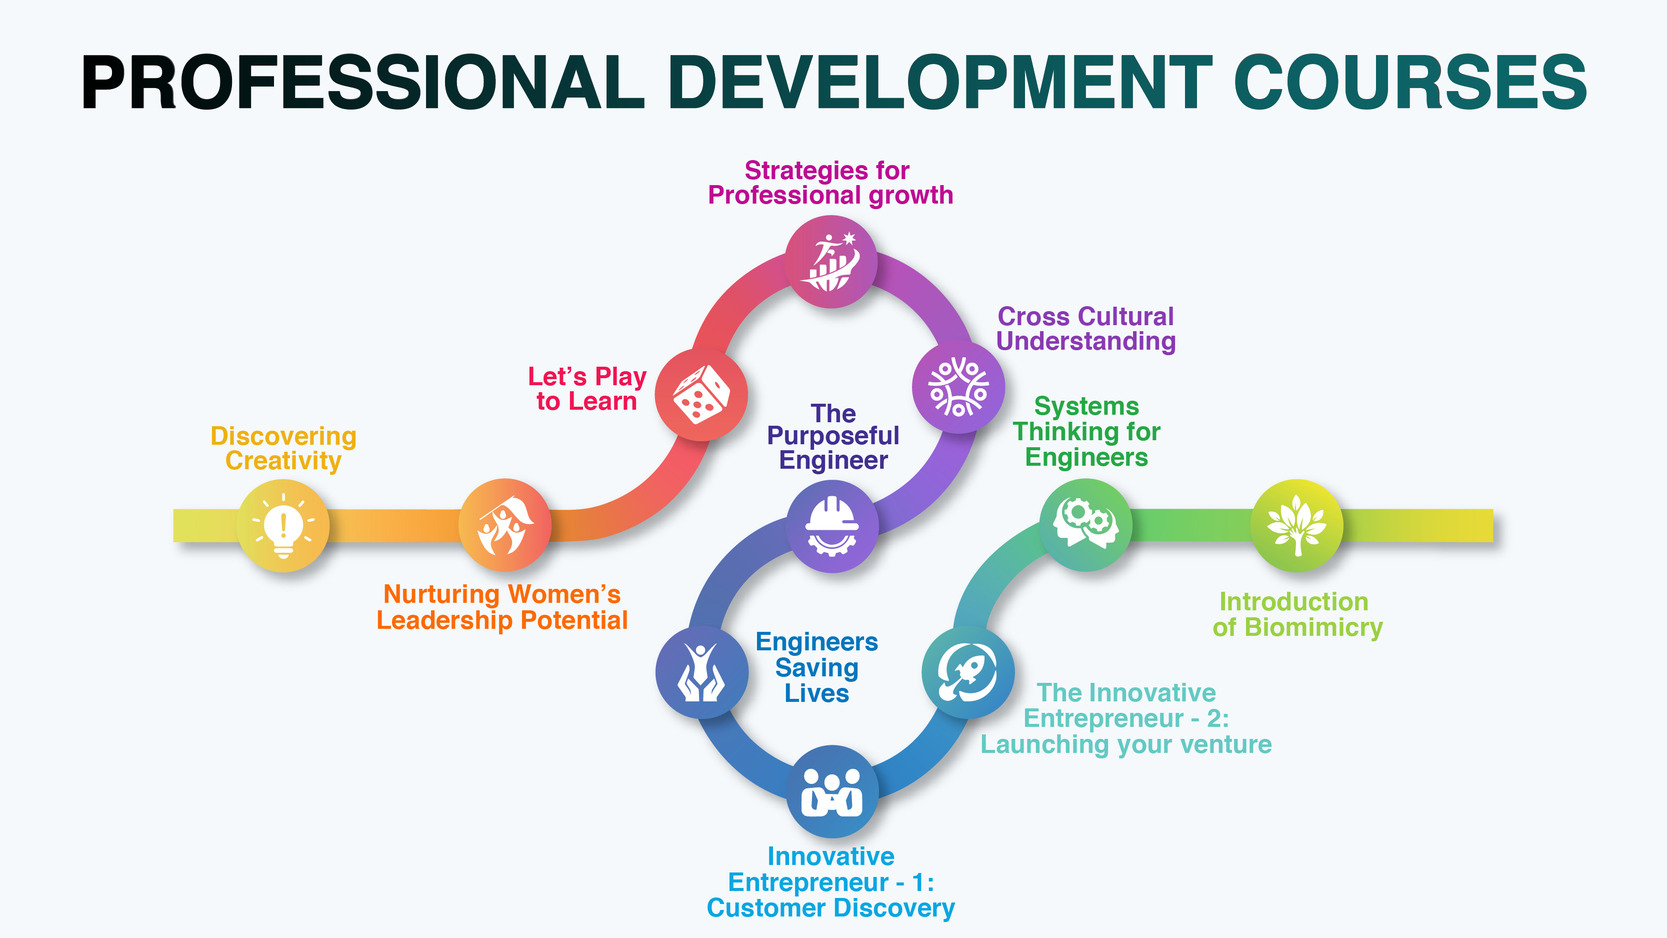 PROFESSIONAL DEVELOPMENT COURSES
Strategies for
Professional growth
Cross Cultural
Understanding
Let’s Play
to Learn
The
Purposeful
Engineer
Systems
Thinking for
Engineers
Discovering
Creativity
Nurturing Women’s
Leadership Potential
Introduction
of Biomimicry
Engineers
Saving
Lives
The Innovative
Entrepreneur - 2:
Launching your venture
Innovative
Entrepreneur - 1:
Customer Discovery